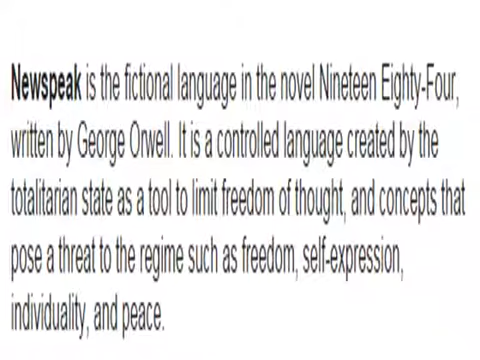 Newspeak is the fictional language in the novel Nineteen Eighty-Four,
written by George Orwell. It is a controlled language created by the
totalitarian state as a tool to limit freedom of thought, and concepts that
pose a threat to the regime such as freedom, self-expression,
individuality, and peace.